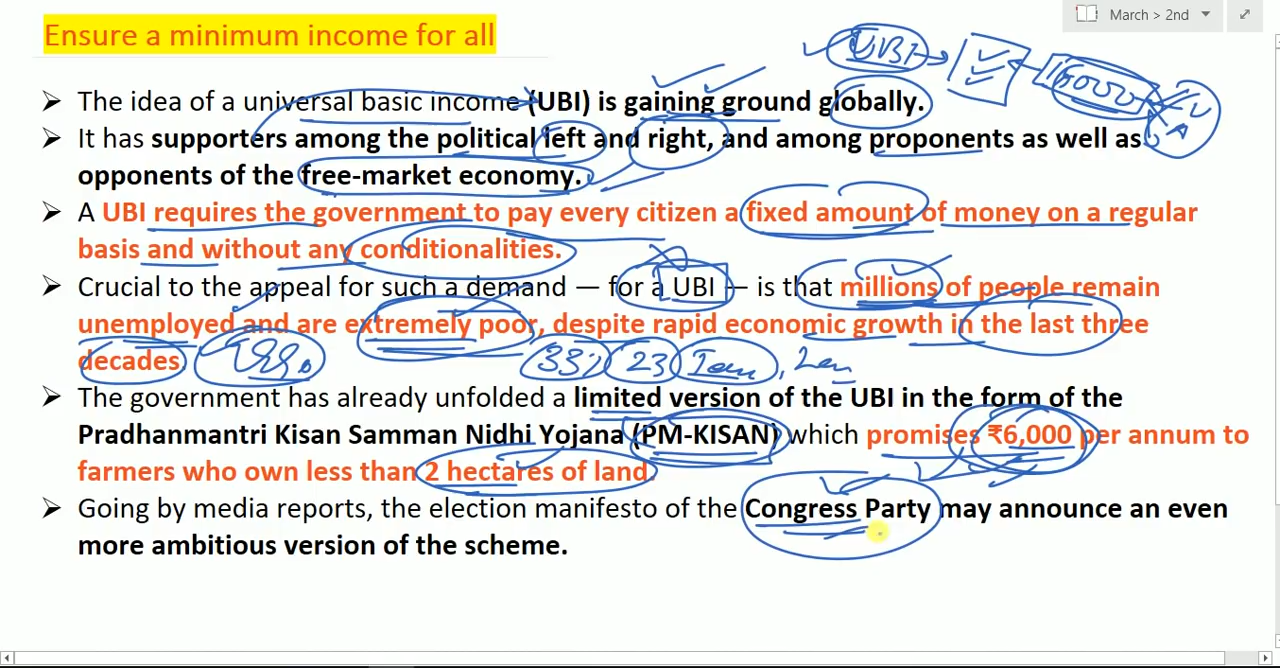 March > 2nd
Ensure a minimum income for all
UBI
15000
➢ The idea of a universal basic income (UBI) is gaining ground globally.
➢ It has supporters among the political left and right, and among proponents as well as
opponents of the free-market economy.
➢ A UBI requires the government to pay every citizen a fixed amount of money on a regular
basis and without any conditionalities.
➢ Crucial to the appeal for such a demand — for a UBI — is that millions of people remain
unemployed and are extremely poor, despite rapid economic growth in the last three
decades
33% 23
➢ The government has already unfolded a limited version of the UBI in the form of the
Pradhanmantri Kisan Samman Nidhi Yojana (PM-KISAN) which promises ₹6,000 per annum to
farmers who own less than 2 hectares of land.
➢ Going by media reports, the election manifesto of the Congress Party may announce an even
more ambitious version of the scheme.